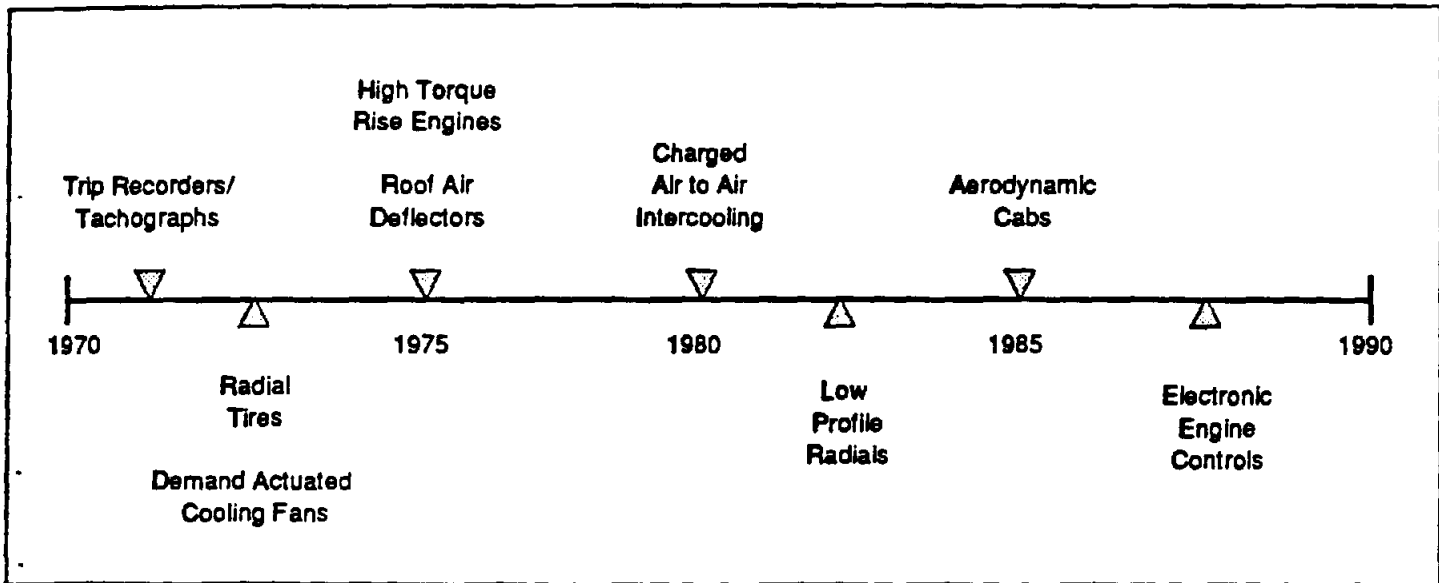 High Torque
Rise Engines
Trip Recorders/
Tachographs
Roof Air
Deflectors
Charged
Air to Air
Intercooling
Aerodynamic
Cabs
1970
1975
1980
1985
1990
Radial
Tires
Demand Actuated
Cooling Fans
Low
Profile
Radials
Electronic
Engine
Controls